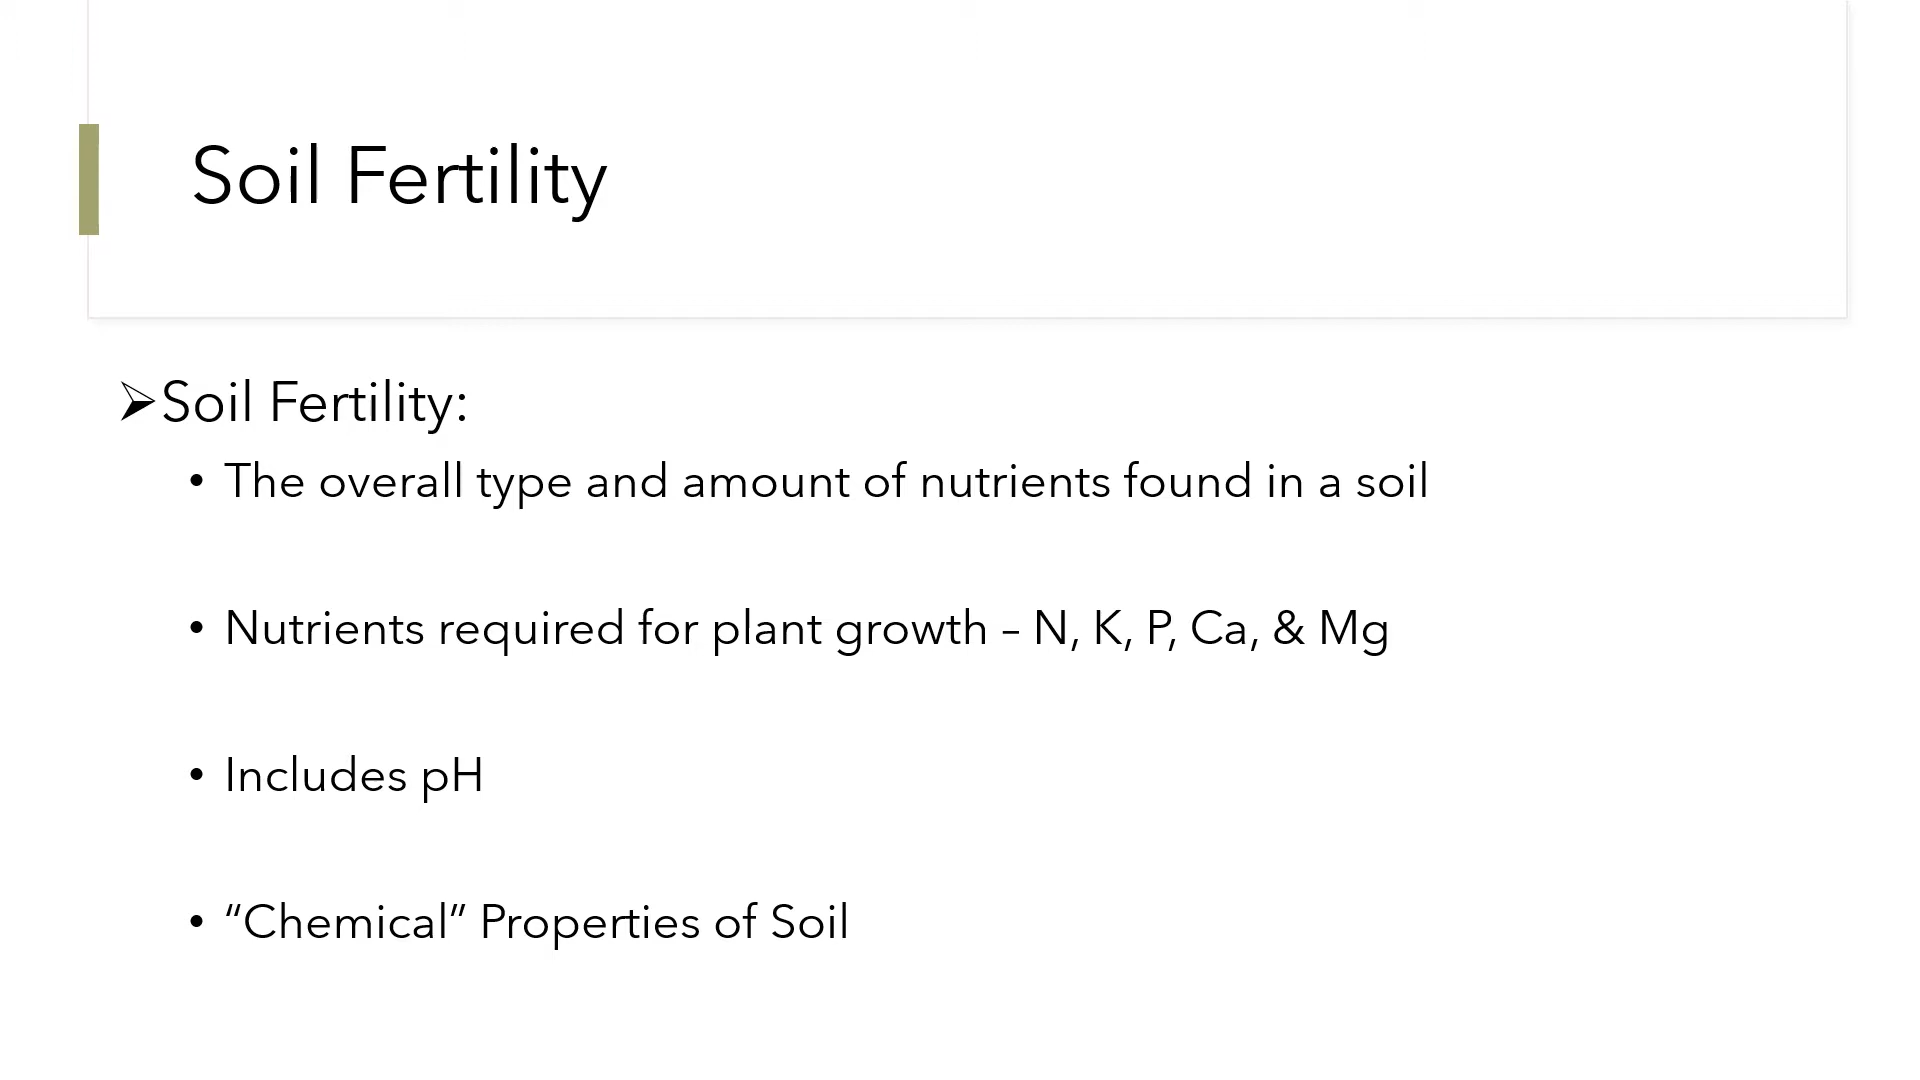 Soil Fertility
➢Soil Fertility:
• The overall type and amount of nutrients found in a soil
• Nutrients required for plant growth – N, K, P, Ca, & Mg
• Includes pH
• “Chemical” Properties of Soil